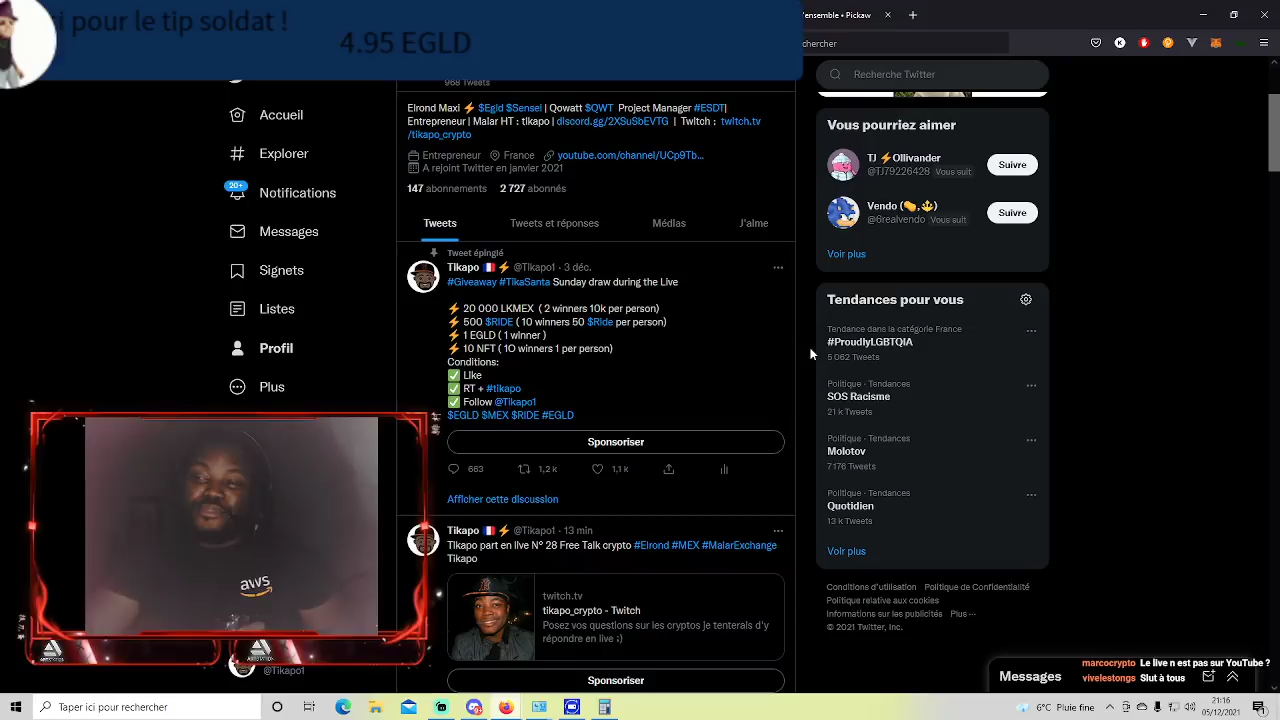 pour le tip soldat !
4.95 EGLD
chercher
968 Tweets
Accueil
Explorer
20+
Notifications
Messages
Signets
Listes
Profil
Plus
Elrond Maxi ⚡ $Egld $Sensei | Qowatt $QWT Project Manager #ESDT|
Entrepreneur | Maiar HT : tikapo | discord.gg/2XSuSbEVTG | Twitch : twitch.tv
/tikapo_crypto
Entrepreneur France youtube.com/channel/UCp9Tb...
A rejoint Twitter en janvier 2021
147 abonnements 2 727 abonnés
Tweets Tweets et réponses Médias J'aime
Tweet épinglé
Tikapo 🇫🇷 ⚡ @Tikapo1 · 3 déc.
#Giveaway #TikaSanta Sunday draw during the Live
⚡ 20 000 LKMEX ( 2 winners 10k per person)
⚡ 500 $RIDE ( 10 winners 50 $Ride per person)
⚡ 1 EGLD ( 1 winner )
⚡ 10 NFT ( 10 winners 1 per person)
Conditions:
✅ Like
✅ RT + #tikapo
✅ Follow @Tikapo1
$EGLD $MEX $RIDE #EGLD
Sponsoriser
663 1,2 k 1,1 k
Afficher cette discussion
Tikapo 🇫🇷 ⚡ @Tikapo1 · 13 min
Tikapo part en live N° 28 Free Talk crypto #Elrond #MEX #MaiarExchange
Tikapo
twitch.tv
tikapo_crypto - Twitch
Posez vos questions sur les cryptos je tenterais d'y
répondre en live ;)
Sponsoriser
Recherche Twitter
Vous pourriez aimer
TJ ⚡Ollivander
@TJ79226428 Vous suit
Suivre
Vendo (
@6realvendo Vous suit
Suivre
Voir plus
Tendances pour vous
Tendance dans la catégorie France
#ProudlyLGBTQIA
5 062 Tweets
Politique · Tendances
SOS Racisme
21 k Tweets
Politique · Tendances
Molotov
7 176 Tweets
Politique · Tendances
Quotidien
13 k Tweets
Voir plus
Conditions d'utilisation Politique de Confidentialité
Politique relative aux cookies
Informations sur les publicités Plus ···
© 2021 Twitter, Inc.
aws
@Tikapo1
Messages
marcocrypto Le live n est pas sur YouTube ?
vivelestongs Slut à tous
Taper ici pour rechercher
6°C Pluie fine
21:16
05/12/2021